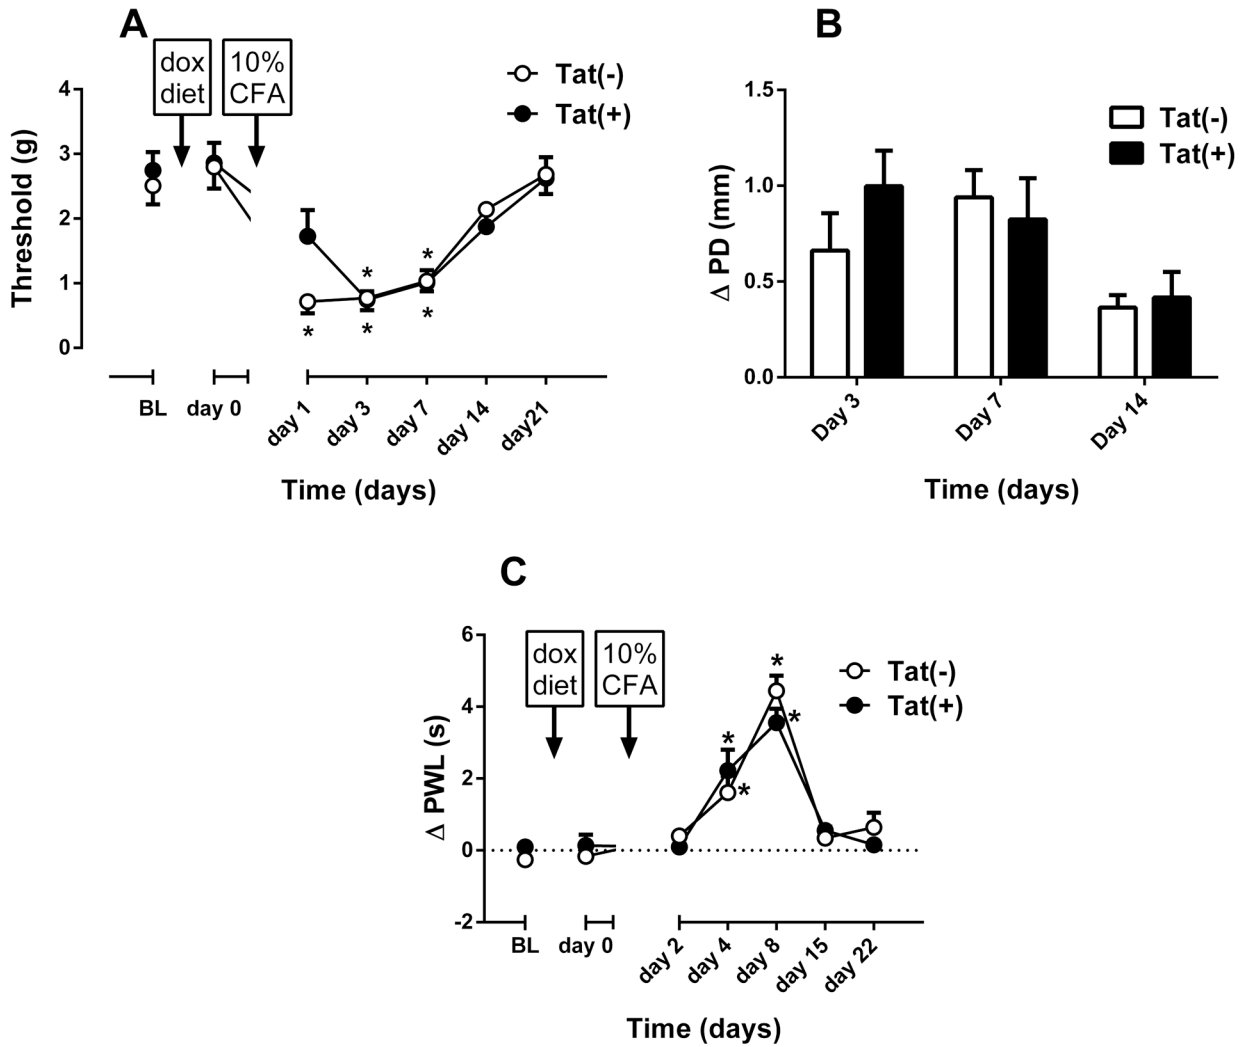 A
dox
diet
10%
CFA
Tat(-)
Tat(+)
4
3
2
1
0
Threshold (g)
*
*
*
*
*
BL
day 0
day 1
day 3
day 7
day 14
day21
Time (days)
B
Tat(-)
Tat(+)
1.5
1.0
0.5
0.0
Δ PD (mm)
Day 3
Day 7
Day 14
Time (days)
C
dox
diet
10%
CFA
Tat(-)
Tat(+)
6
4
2
0
-2
Δ PWL (s)
*
*
*
*
BL
day 0
day 2
day 4
day 8
day 15
day 22
Time (days)